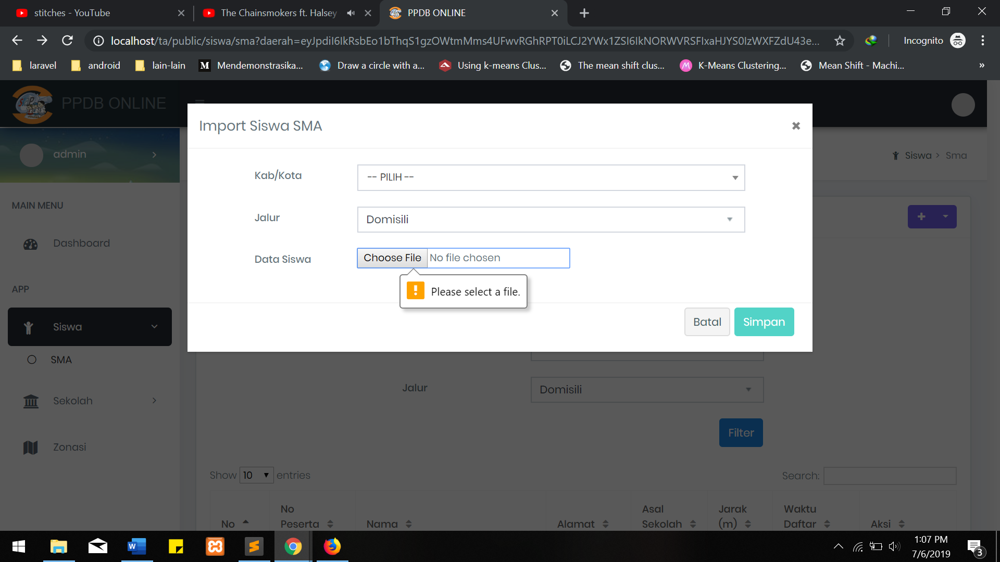 stitches - YouTube
The Chainsmokers ft. Halsey
PPDB ONLINE
localhost/ta/public/siswa/sma?daerah=eyJpdiI6IkRsbEo1bThqS1gzOWtmMms4UFwvRGhRPT0iLCJ2YWx1ZSI6IkNORWVRSFIxaHJYS0IzWXFZdU43e...
Incognito
laravel
android
lain-lain
Mendemonstrasika...
Draw a circle with a...
Using k-means Clus...
The mean shift clus...
K-Means Clustering...
Mean Shift - Machi...
»
PPDB ONLINE
Import Siswa SMA
admin
Siswa > Sma
Kab/Kota
-- PILIH --
MAIN MENU
Jalur
Domisili
Dashboard
Data Siswa
Choose File
No file chosen
Please select a file.
APP
Batal
Simpan
Siswa
SMA
Jalur
Domisili
Sekolah
Filter
Zonasi
Show 10 entries
Search:
No
No Peserta
Nama
Alamat
Asal Sekolah
Jarak (m)
Waktu Daftar
Aksi
1:07 PM
7/6/2019
3